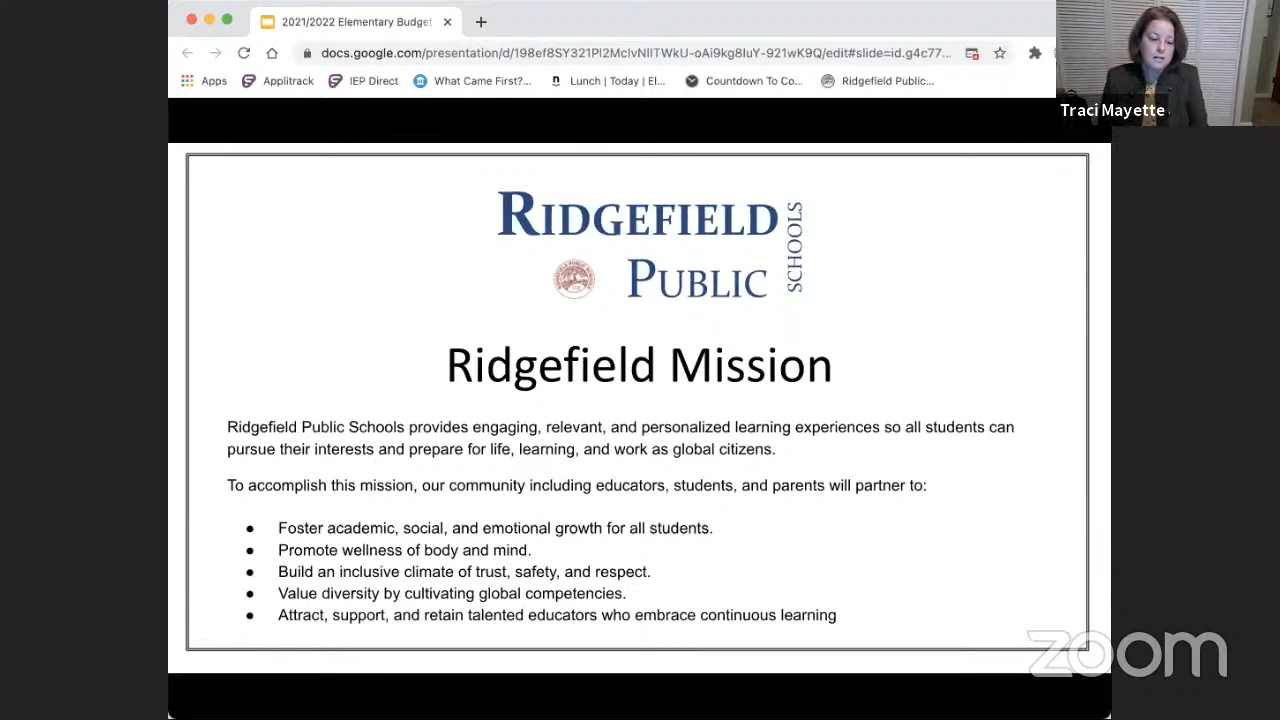 2021/2022 Elementary Budget
docs.google.com/presentation/d/198ef8SY321Pl2McIvNlITWkU-oAi9kg8IuY-921wK9Q/edit#slide=id.g4c77...
Apps
Applitrack
IEP Direct
What Came First?...
Lunch | Today | El...
Countdown To Co...
Ridgefield Public...
Traci Mayette
RIDGEFIELD
PUBLIC
SCHOOLS
Ridgefield Mission
Ridgefield Public Schools provides engaging, relevant, and personalized learning experiences so all students can
pursue their interests and prepare for life, learning, and work as global citizens.
To accomplish this mission, our community including educators, students, and parents will partner to:
● Foster academic, social, and emotional growth for all students.
● Promote wellness of body and mind.
● Build an inclusive climate of trust, safety, and respect.
● Value diversity by cultivating global competencies.
● Attract, support, and retain talented educators who embrace continuous learning
zoom